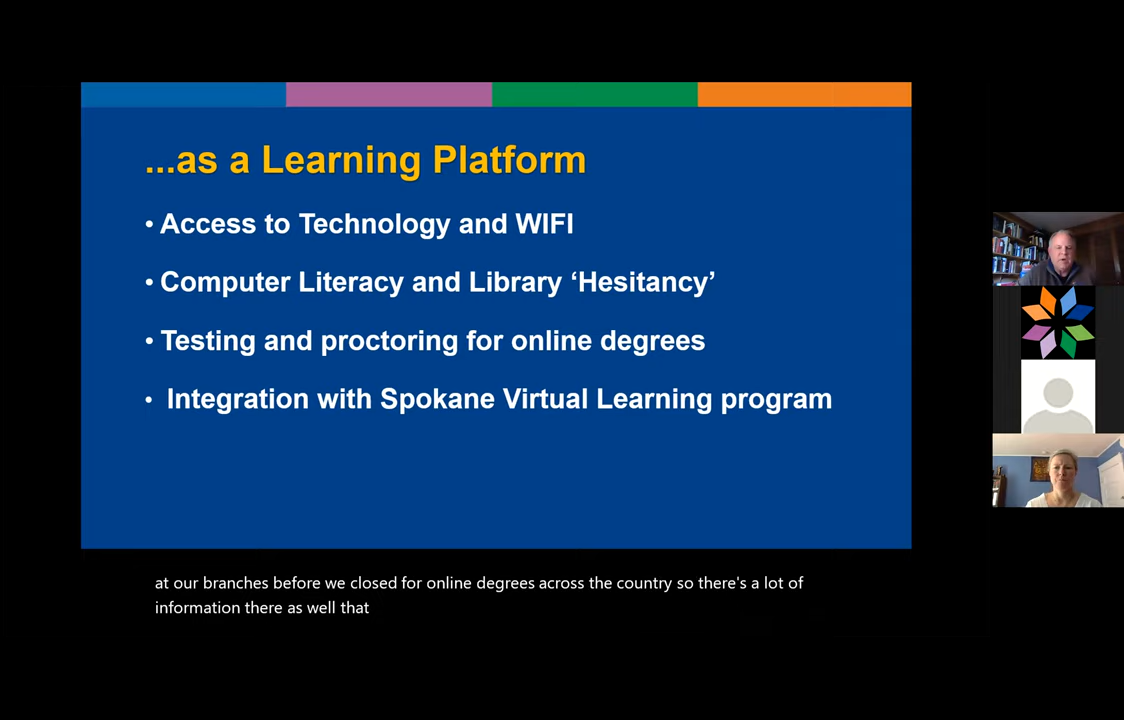 ...as a Learning Platform
• Access to Technology and WIFI
• Computer Literacy and Library ‘Hesitancy’
• Testing and proctoring for online degrees
• Integration with Spokane Virtual Learning program
at our branches before we closed for online degrees across the country so there's a lot of
information there as well that